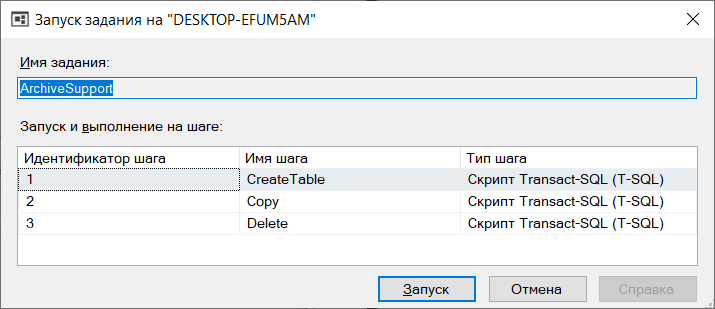 Запуск задания на "DESKTOP-EFUM5AM"
Имя задания:
ArchiveSupport
Запуск и выполнение на шаге:
Идентификатор шага Имя шага Тип шага
1 CreateTable Скрипт Transact-SQL (T-SQL)
2 Copy Скрипт Transact-SQL (T-SQL)
3 Delete Скрипт Transact-SQL (T-SQL)
Запуск Отмена Справка